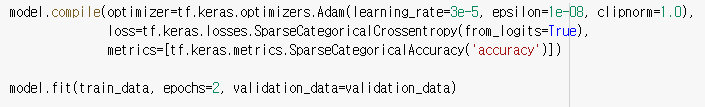 model.compile(optimizer=tf.keras.optimizers.Adam(learning_rate=3e-5, epsilon=1e-08, clipnorm=1.0),
loss=tf.keras.losses.SparseCategoricalCrossentropy(from_logits=True),
metrics=[tf.keras.metrics.SparseCategoricalAccuracy('accuracy')])
model.fit(train_data, epochs=2, validation_data=validation_data)